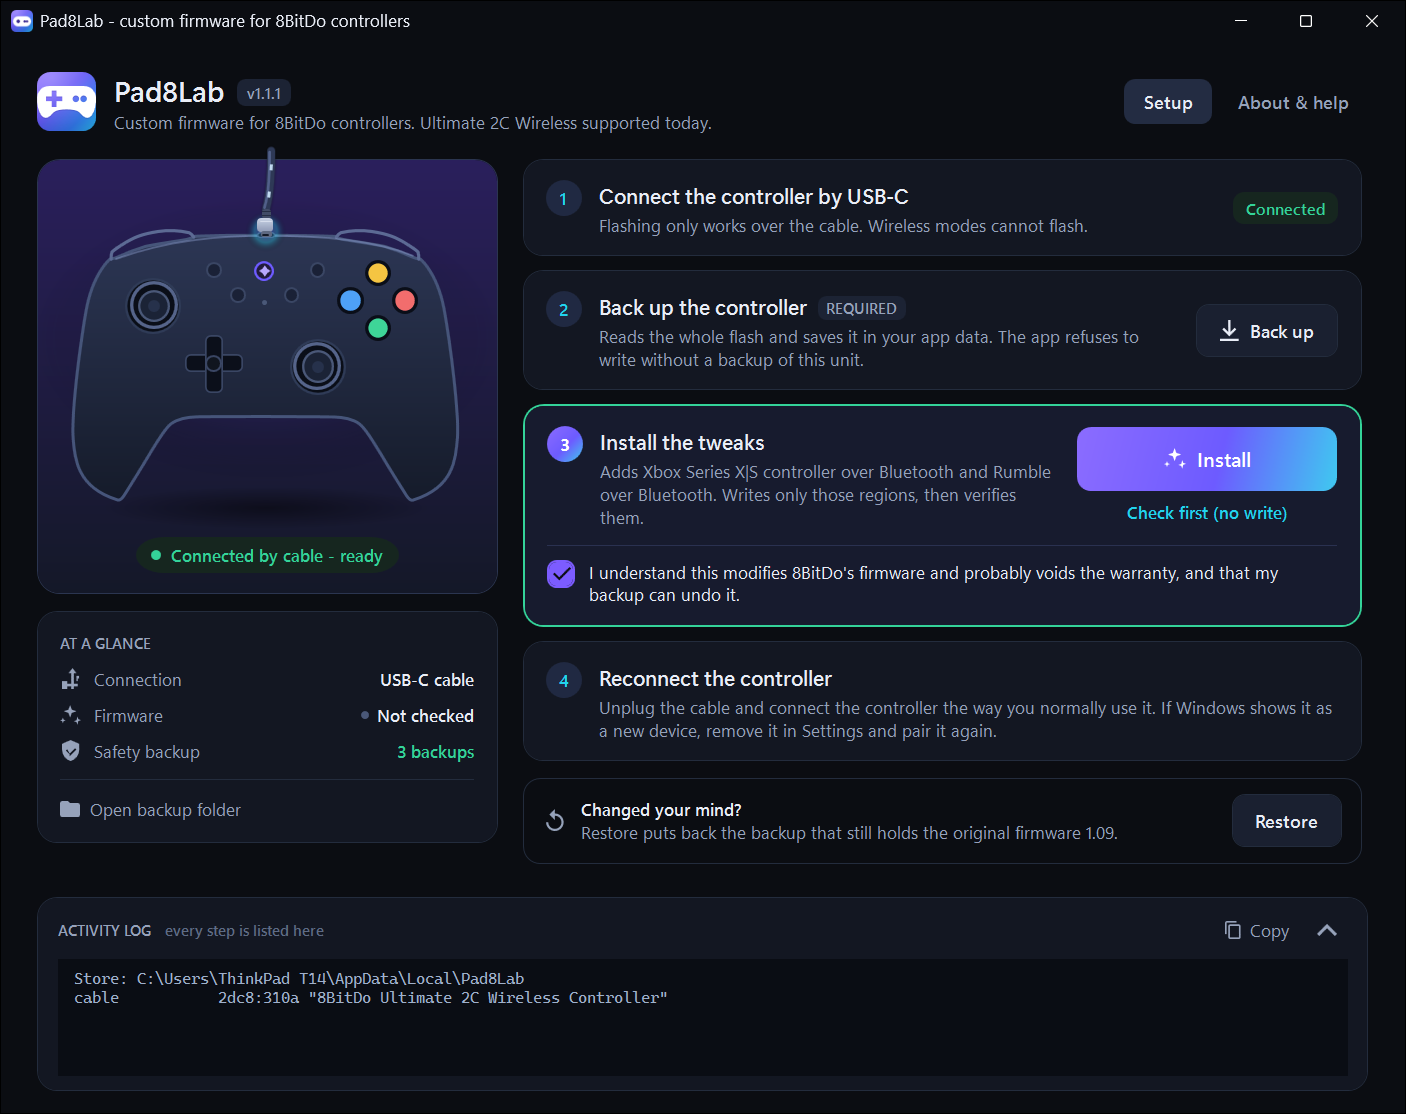 Pad8Lab - custom firmware for 8BitDo controllers
Pad8Lab
v1.1.1
Custom firmware for 8BitDo controllers. Ultimate 2C Wireless supported today.
Setup
About & help
Connected by cable - ready
AT A GLANCE
Connection
USB-C cable
Firmware
Not checked
Safety backup
3 backups
Open backup folder
1
Connect the controller by USB-C
Flashing only works over the cable. Wireless modes cannot flash.
Connected
2
Back up the controller
REQUIRED
Reads the whole flash and saves it in your app data. The app refuses to
write without a backup of this unit.
Back up
3
Install the tweaks
Adds Xbox Series X|S controller over Bluetooth and Rumble
over Bluetooth. Writes only those regions, then verifies
them.
Install
Check first (no write)
I understand this modifies 8BitDo's firmware and probably voids the warranty, and that my
backup can undo it.
4
Reconnect the controller
Unplug the cable and connect the controller the way you normally use it. If Windows shows it as
a new device, remove it in Settings and pair it again.
Changed your mind?
Restore puts back the backup that still holds the original firmware 1.09.
Restore
ACTIVITY LOG
every step is listed here
Copy
Store: C:\Users\ThinkPad T14\AppData\Local\Pad8Lab
cable 2dc8:310a "8BitDo Ultimate 2C Wireless Controller"